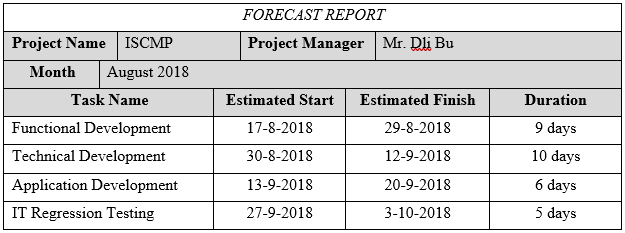 FORECAST REPORT
Project Name ISCMP Project Manager Mr. Dli Bu
Month August 2018
Task Name Estimated Start Estimated Finish Duration
Functional Development 17-8-2018 29-8-2018 9 days
Technical Development 30-8-2018 12-9-2018 10 days
Application Development 13-9-2018 20-9-2018 6 days
IT Regression Testing 27-9-2018 3-10-2018 5 days